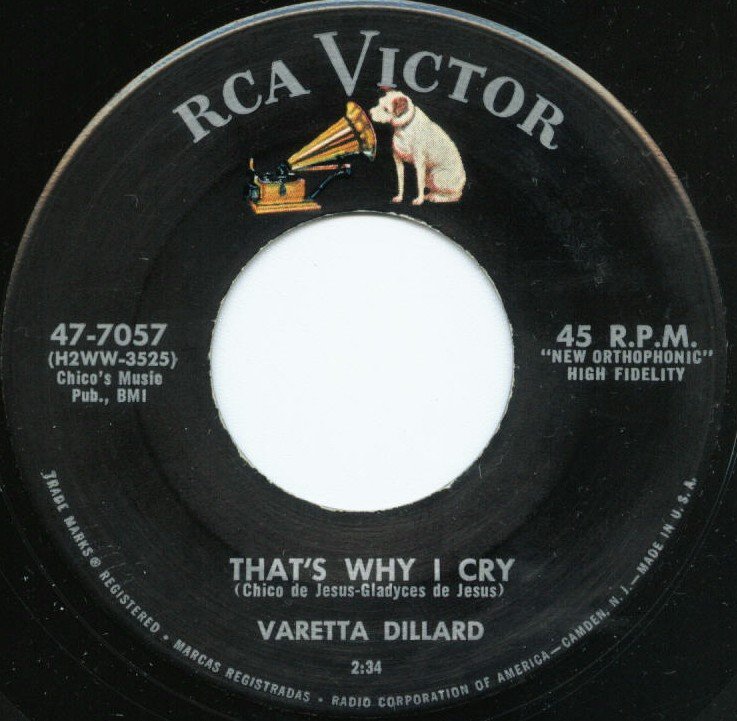 RCA VICTOR
47-7057
(H2WW-3525)
Chico's Music
Pub., BMI
45 R.P.M.
"NEW ORTHOPHONIC"
HIGH FIDELITY
THAT'S WHY I CRY
(Chico de Jesus-Gladyces de Jesus)
VARETTA DILLARD
2:34
TRADE MARKS ® REGISTERED • MARCAS REGISTRADAS • RADIO CORPORATION OF AMERICA—CAMDEN, N. J.—MADE IN U.S.A.